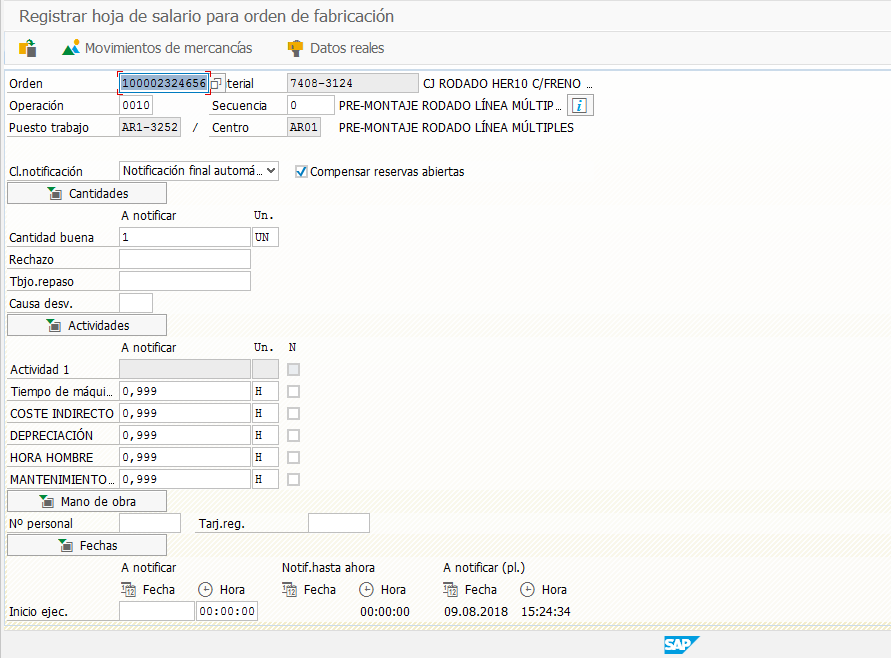 Registrar hoja de salario para orden de fabricación
Movimientos de mercancías Datos reales
Orden 100002324656 terial 7408-3124 CJ RODADO HER10 C/FRENO ...
Operación 0010 Secuencia 0 PRE-MONTAJE RODADO LÍNEA MÚLTIP...
Puesto trabajo AR1-3252 / Centro AR01 PRE-MONTAJE RODADO LÍNEA MÚLTIPLES
Cl.notificación Notificación final automá... Compensar reservas abiertas
Cantidades
A notificar Un.
Cantidad buena 1 UN
Rechazo
Tbjo.repaso
Causa desv.
Actividades
A notificar Un. N
Actividad 1
Tiempo de máqui... 0,999 H
COSTE INDIRECTO 0,999 H
DEPRECIACIÓN 0,999 H
HORA HOMBRE 0,999 H
MANTENIMIENTO... 0,999 H
Mano de obra
Nº personal Tarj.reg.
Fechas
A notificar Notif.hasta ahora A notificar (pl.)
Fecha Hora Fecha Hora Fecha Hora
Inicio ejec. 00:00:00 00:00:00 09.08.2018 15:24:34
SAP